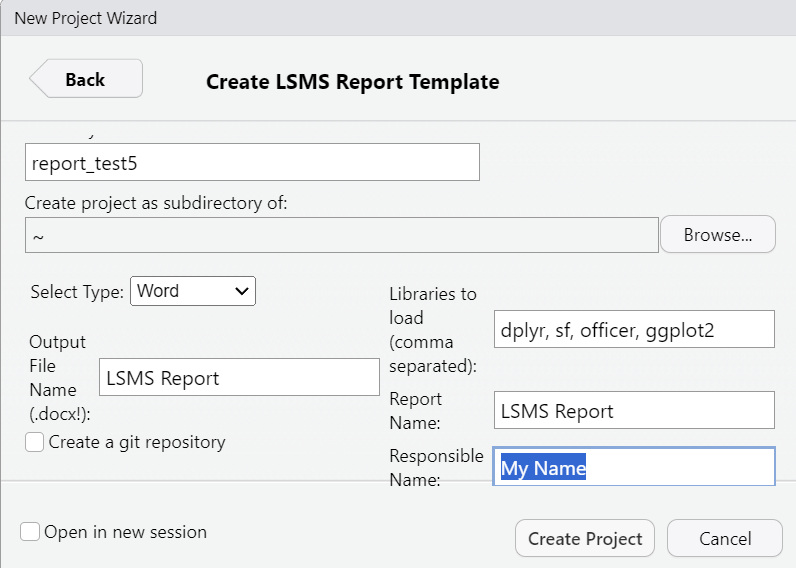 New Project Wizard
Back
Create LSMS Report Template
report_test5
Create project as subdirectory of:
~
Browse...
Select Type:
Word
Output
File
Name
(.docx!):
LSMS Report
Create a git repository
Libraries to
load
(comma
separated):
dplyr, sf, officer, ggplot2
Report
Name:
LSMS Report
Responsible
Name:
My Name
Open in new session
Create Project
Cancel